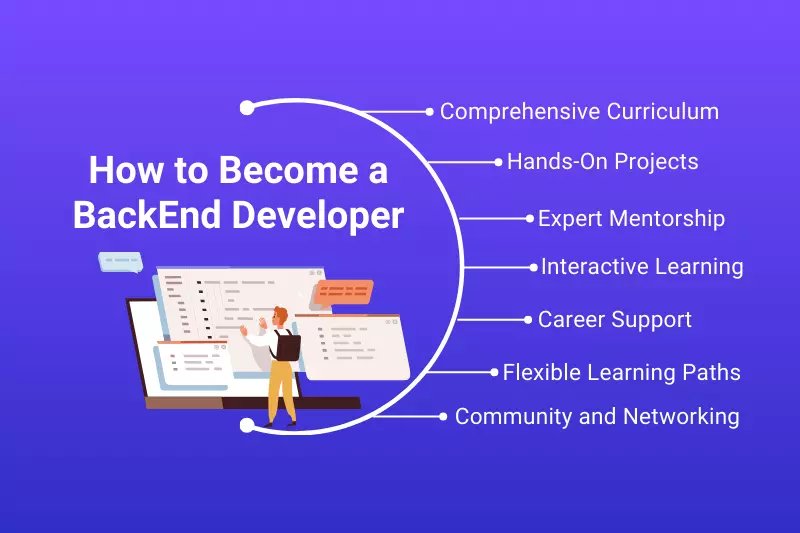 How to Become a
BackEnd Developer
Comprehensive Curriculum
Hands-On Projects
Expert Mentorship
Interactive Learning
Career Support
Flexible Learning Paths
Community and Networking